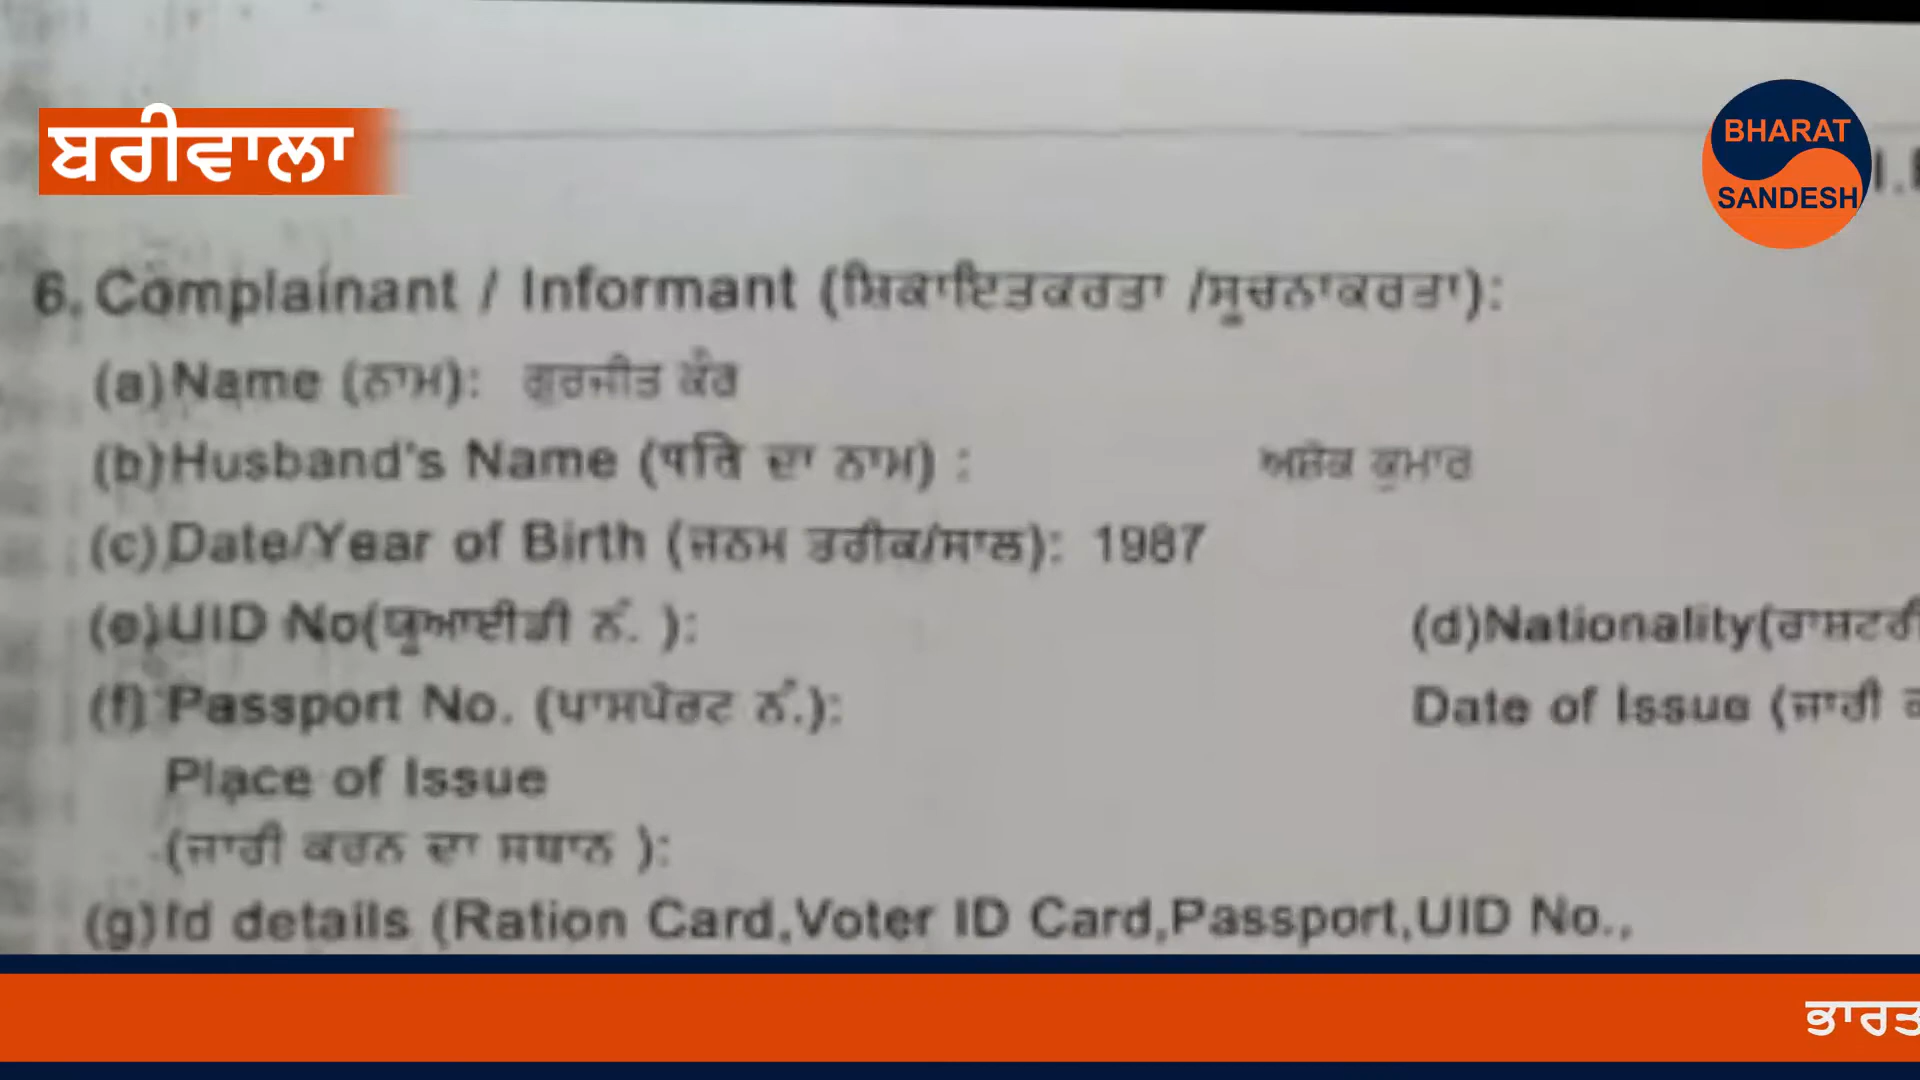 ਬਰੀਵਾਲਾ
BHARAT
SANDESH
6. Complainant / Informant (ਸ਼ਿਕਾਇਤਕਰਤਾ /ਸੂਚਨਾਕਰਤਾ):
(a) Name (ਨਾਮ): ਗੁਰਜੀਤ ਕੌਰ
(b) Husband's Name (ਪਤਿ ਦਾ ਨਾਮ) : ਅਸ਼ੋਕ ਕੁਮਾਰ
(c) Date/Year of Birth (ਜਨਮ ਤਰੀਕ/ਸਾਲ): 1987
(e) UID No(ਯੂਆਈਡੀ ਨੰ. ): (d)Nationality(ਰਾਸ਼ਟਰੀ
(f) Passport No. (ਪਾਸਪੋਰਟ ਨੰ.): Date of Issue (ਜਾਰੀ
Place of Issue
(ਜਾਰੀ ਕਰਨ ਦਾ ਸਥਾਨ ):
(g) Id details (Ration Card,Voter ID Card,Passport,UID No.,
ਭਾਰਤ